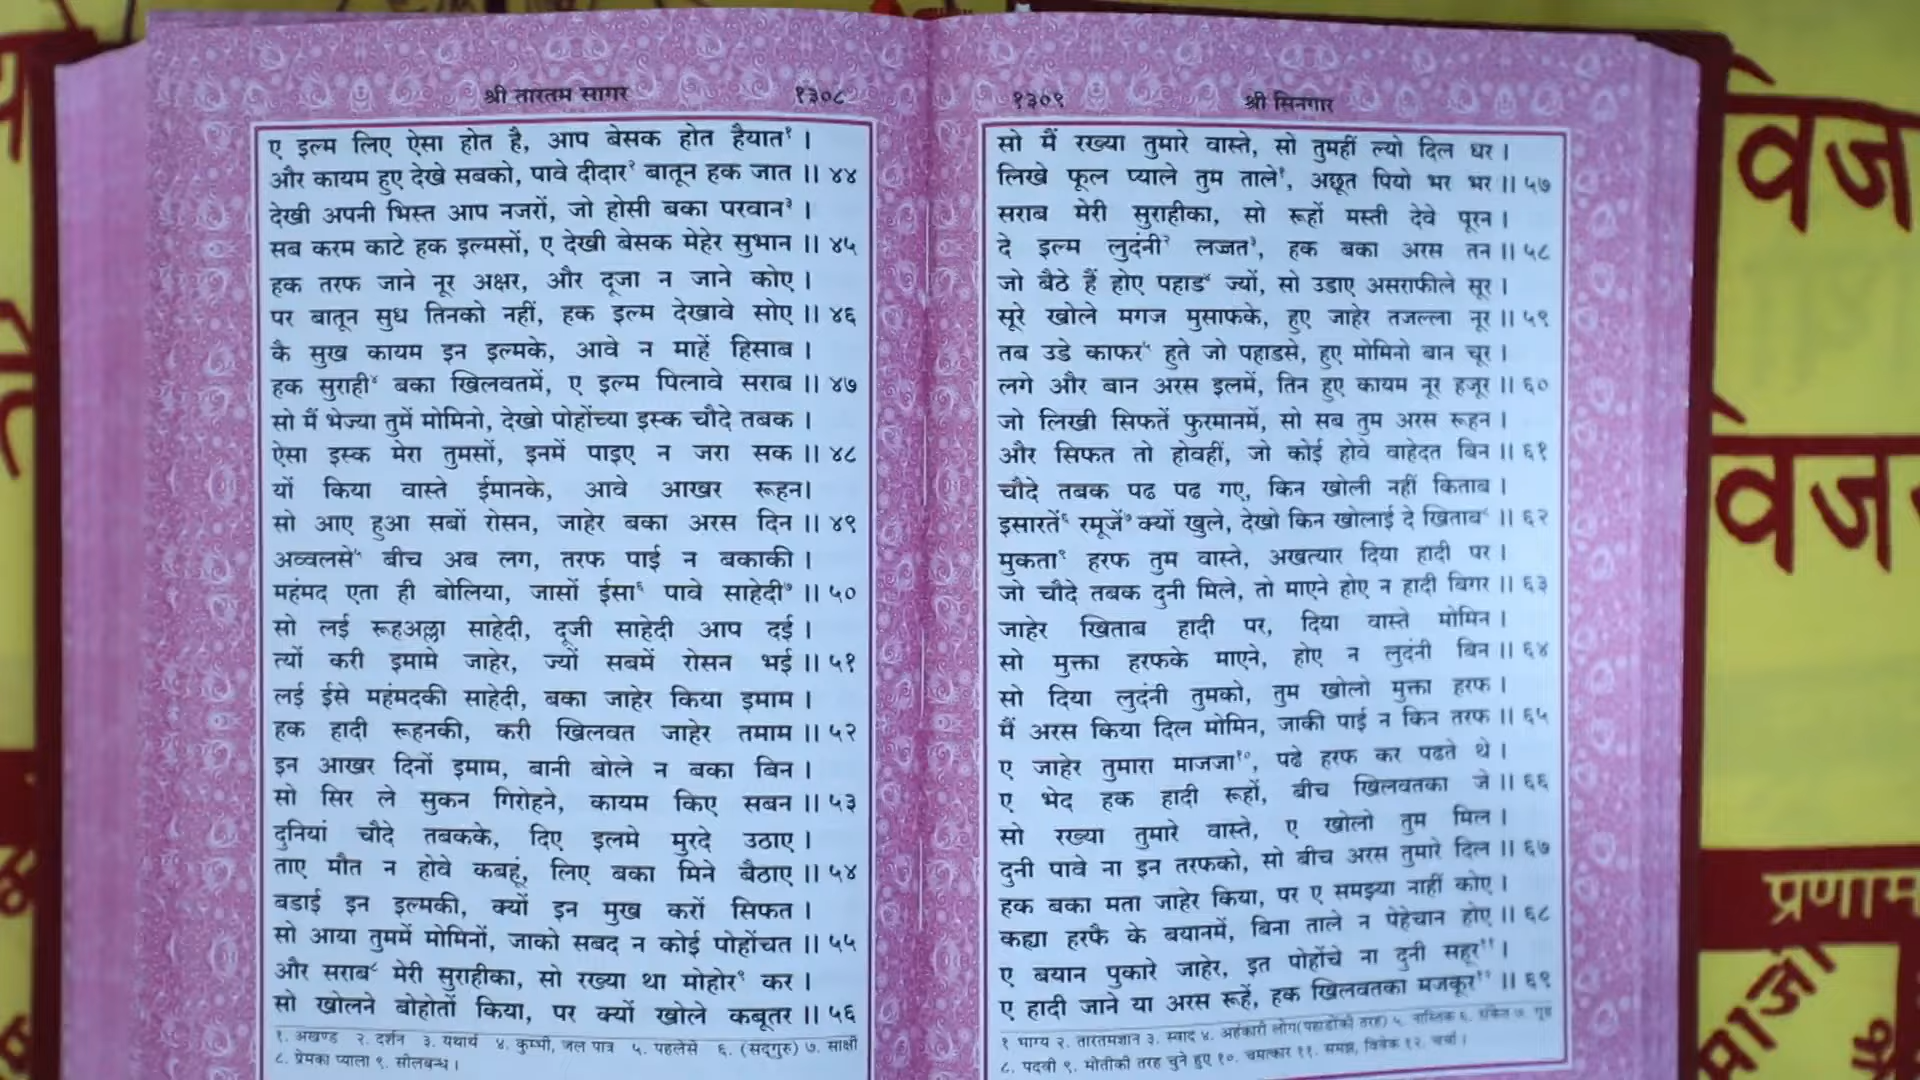 श्री तारतम सागर १३०८
ए इल्म लिए ऐसा होत है, आप बेसक होत हैयात¹ ।
और कायम हुए देखे सबको, पावे दीदार² बातून हक जात ।। ४४
देखी अपनी भिस्त आप नजरों, जो होसी बका परवान³ ।
सब करम काटे हक इल्मसों, ए देखी बेसक मेहेर सुभान ।। ४५
हक तरफ जाने नूर अक्षर, और दूजा न जाने कोए ।
पर बातून सुध तिनको नहीं, हक इल्म देखावे सोए ।। ४६
कै सुख कायम इन इल्मके, आवे न माहें हिसाब ।
हक सुराही⁴ बका खिलवतमें, ए इल्म पिलावे सराब ।। ४७
सो मैं भेज्या तुमें मोमिनो, देखो पोहोंच्या इस्क चौदे तबक ।
ऐसा इस्क मेरा तुमसों, इनमें पाइए न जरा सक ।। ४८
यों किया वास्ते ईमानके, आवे आखर रूहन।
सो आए हुआ सबों रोसन, जाहेर बका अरस दिन ।। ४९
अव्वलसे⁵ बीच अब लग, तरफ पाई न बकाकी ।
महंमद एता ही बोलिया, जासों ईसा⁶ पावे साहेदी⁷ ।। ५०
सो लई रूहअल्ला साहेदी, दूजी साहेदी आप दई ।
त्यों करी इमामे जाहेर, ज्यों सबमें रोसन भई ।। ५१
लई ईसे महंमदकी साहेदी, बका जाहेर किया इमाम ।
हक हादी रूहनकी, करी खिलवत जाहेर तमाम ।। ५२
इन आखर दिनों इमाम, बानी बोले न बका बिन ।
सो सिर ले सुकन गिरोहने, कायम किए सबन ।। ५३
दुनियां चौदे तबकके, दिए इलमे मुरदे उठाए ।
ताए मौत न होवे कबहूं, लिए बका मिने बैठाए ।। ५४
बडाई इन इल्मकी, क्यों इन मुख करों सिफत ।
सो आया तुममें मोमिनों, जाको सबद न कोई पोहोंचत ।। ५५
और सराब⁸ मेरी सुराहीका, सो रख्या था मोहोर⁹ कर ।
सो खोलने बोहोतों किया, पर क्यों खोले कबूतर ।। ५६
१. अखण्ड २. दर्शन ३. यथार्थ ४. कुम्भी, जल पात्र ५. पहलेसे ६. (सद्‌गुरु) ७. साक्षी
८. प्रेमका प्याला ९. सीलबन्ध ।
१३०९ श्री सिनगार
सो मैं रख्या तुमारे वास्ते, सो तुमहीं ल्यो दिल धर ।
लिखे फूल प्याले तुम ताले¹, अछूत पियो भर भर ।। ५७
सराब मेरी सुराहीका, सो रूहों मस्ती देवे पूरन ।
दे इल्म लुदंनी² लज्जत³, हक बका अरस तन ।। ५८
जो बैठे हैं होए पहाड⁴ ज्यों, सो उडाए असराफीले सूर ।
सूरे खोले मगज मुसाफके, हुए जाहेर तजल्ला नूर ।। ५९
तब उडे काफर⁵ हुते जो पहाडसे, हुए मोमिनो बान चूर ।
लगे और बान अरस इलमें, तिन हुए कायम नूर हजूर ।। ६०
जो लिखी सिफतें फुरमानमें, सो सब तुम अरस रूहन ।
और सिफत तो होवहीं, जो कोई होवे वाहेदत बिन ।। ६१
चौदे तबक पढ पढ गए, किन खोली नहीं किताब ।
इसारतें⁶ रमूजें⁷ क्यों खुले, देखो किन खोलाई दे खिताब⁸ ।। ६२
मुकता⁹ हरफ तुम वास्ते, अखत्यार दिया हादी पर ।
जो चौदे तबक दुनी मिले, तो माएने होए न हादी बिगर ।। ६३
जाहेर खिताब हादी पर, दिया वास्ते मोमिन ।
सो मुक्ता हरफके माएने, होए न लुदंनी बिन ।। ६४
सो दिया लुदंनी तुमको, तुम खोलो मुक्ता हरफ ।
मैं अरस किया दिल मोमिन, जाकी पाई न किन तरफ ।। ६५
ए जाहेर तुमारा माजजा¹⁰, पढे हरफ कर पढते थे ।
ए भेद हक हादी रूहों, बीच खिलवतका जे ।। ६६
सो रख्या तुमारे वास्ते, ए खोलो तुम मिल ।
दुनी पावे ना इन तरफको, सो बीच अरस तुमारे दिल ।। ६७
हक बका मता जाहेर किया, पर ए समझ्या नाहीं कोए ।
कह्या हरफै के बयानमें, बिना ताले न पेहेचान होए ।। ६८
ए बयान पुकारे जाहेर, इत पोहोंचे ना दुनी सहूर¹¹ ।
ए हादी जाने या अरस रूहें, हक खिलवतका मजकूर¹² ।। ६९
१ भाग्य २. तारतमज्ञान ३. स्वाद ४. अहंकारी लोग(पहाडोंकी तरह) ५. नास्तिक ६. संकेत ७. गूढ
८. पदवी ९. मोतीकी तरह चुने हुए १०. चमत्कार ११. समझ, विवेक १२. चर्चा ।
विज
विज
प्रणाम
माजी